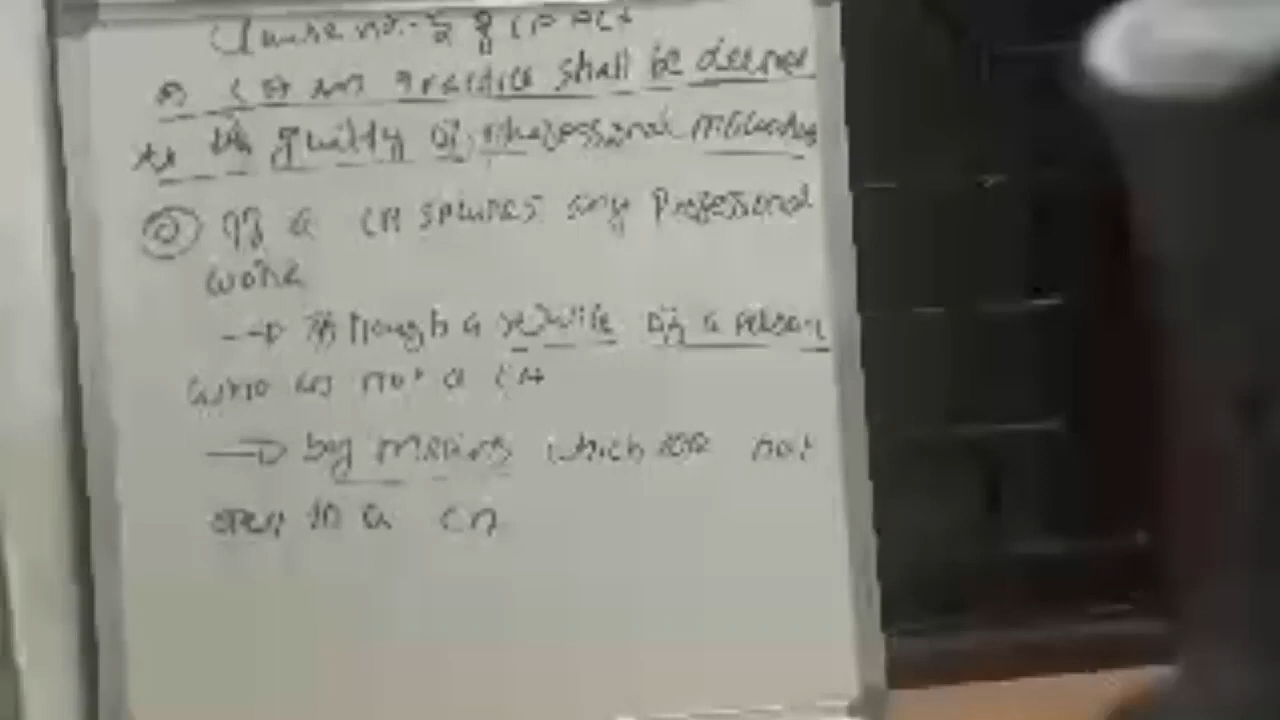 Clause no. - 5 of CA Act
A CA in practice shall be deemed
to be guilty of professional misconduct
If a CA secures any Professional
work
→ Through a service of a person
who is not a CA
→ by means which are not
open to a CA